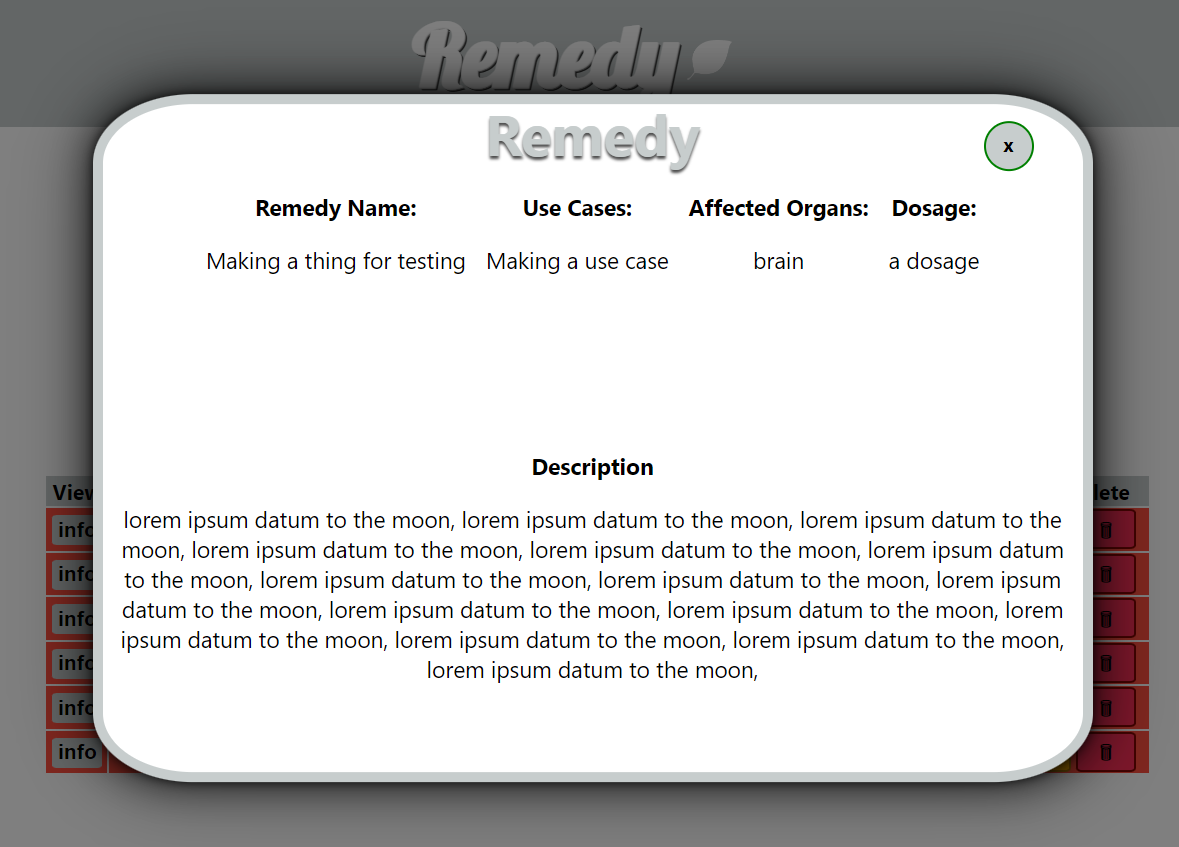 Remedy
Remedy
x
Remedy Name: Use Cases: Affected Organs: Dosage:
Making a thing for testing Making a use case brain a dosage
Description
View lete
lorem ipsum datum to the moon, lorem ipsum datum to the moon, lorem ipsum datum to the
info
moon, lorem ipsum datum to the moon, lorem ipsum datum to the moon, lorem ipsum datum
info
to the moon, lorem ipsum datum to the moon, lorem ipsum datum to the moon, lorem ipsum
datum to the moon, lorem ipsum datum to the moon, lorem ipsum datum to the moon, lorem
info
ipsum datum to the moon, lorem ipsum datum to the moon, lorem ipsum datum to the moon,
info
lorem ipsum datum to the moon,
info
info